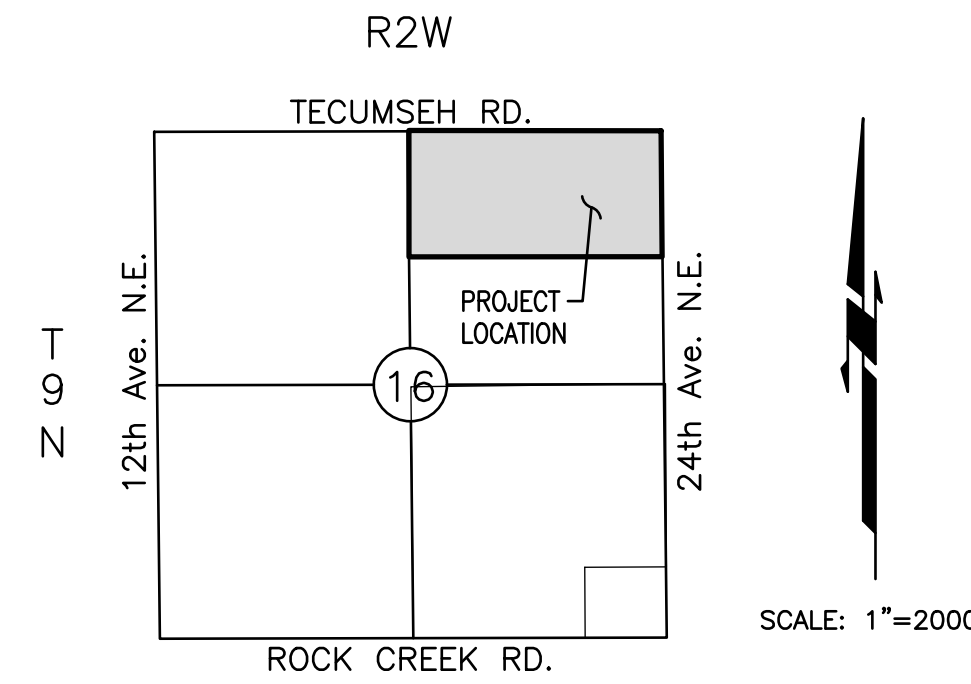 R2W
TECUMSEH RD.
12th Ave. N.E.
24th Ave. N.E.
PROJECT
LOCATION
T
9
N
16
SCALE: 1"=2000
ROCK CREEK RD.